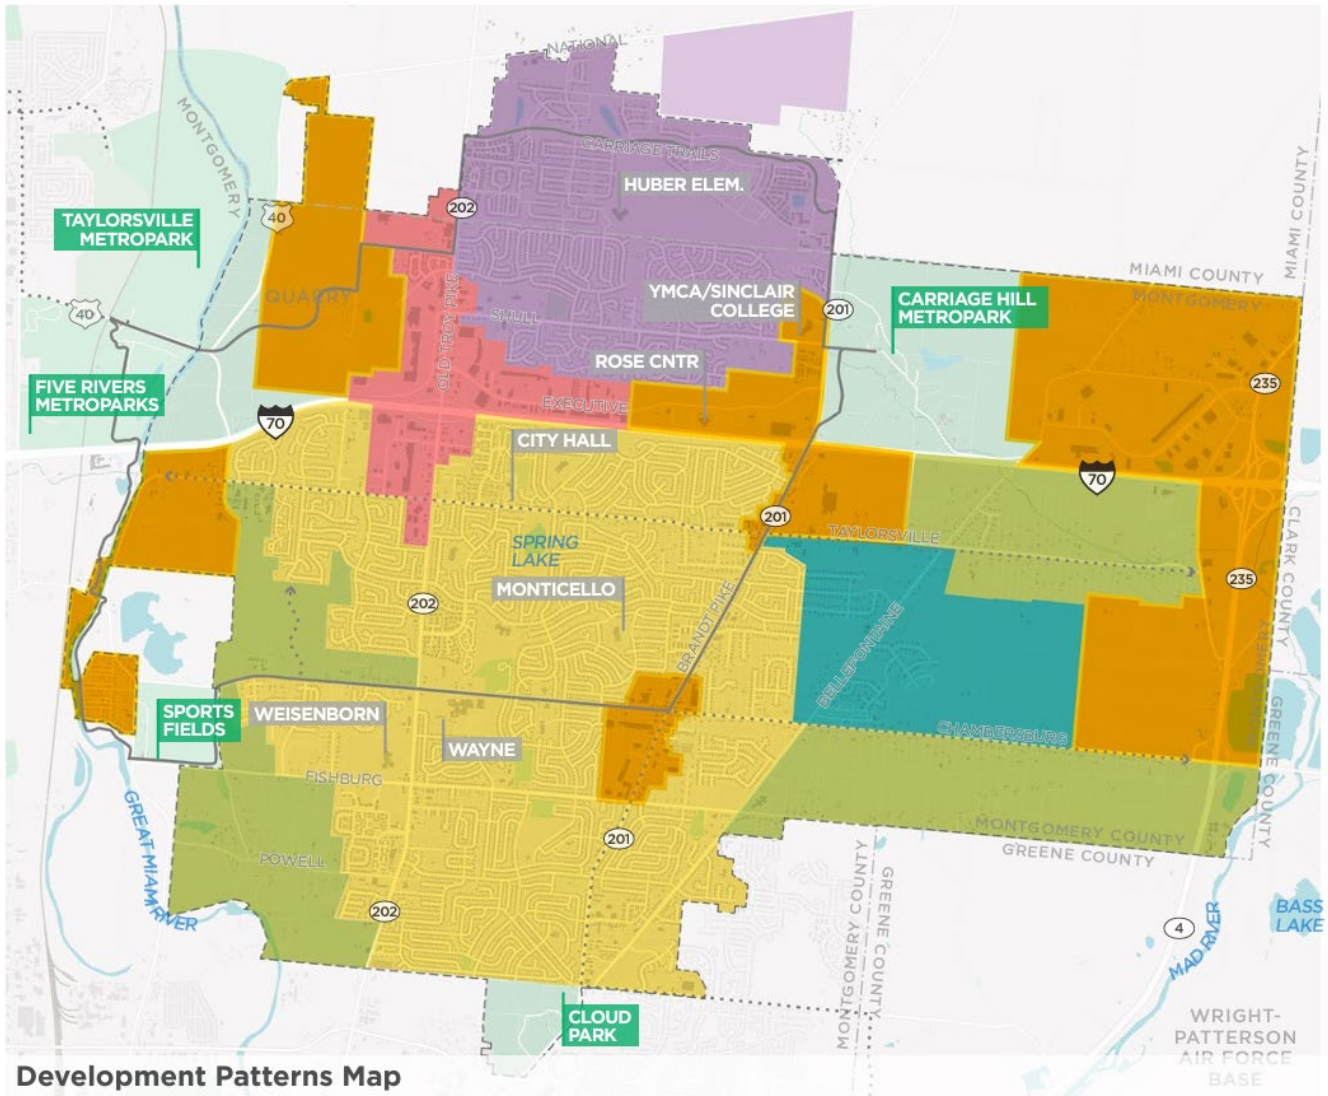 NATIONAL
MONTGOMERY
CARRIAGE TRAILS
HUBER ELEM.
MIAMI COUNTY
TAYLORSVILLE
METROPARK
40
202
MIAMI COUNTY
MONTGOMERY
QUARRY
YMCA/SINCLAIR
COLLEGE
201
CARRIAGE HILL
METROPARK
40
OLD TROY PIKE
SHULL
ROSE CNTR
235
FIVE RIVERS
METROPARKS
EXECUTIVE
70
CITY HALL
70
201
TAYLORSVILLE
CLARK COUNTY
SPRING
LAKE
235
MONTICELLO
202
BRANDT PIKE
BELLEFONTAINE
MONTGOMERY
GREENE COUNTY
SPORTS
FIELDS
WEISENBORN
WAYNE
CHAMBERSBURG
FISHBURG
GREAT MIAMI RIVER
201
MONTGOMERY COUNTY
GREENE COUNTY
POWELL
MONTGOMERY COUNTY
GREENE COUNTY
202
BASS
LAKE
4
MAD RIVER
CLOUD
PARK
WRIGHT-
PATTERSON
AIR FORCE
BASE
Development Patterns Map